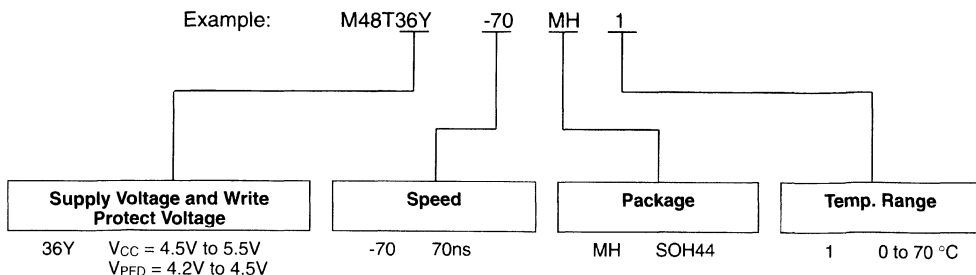 Example: M48T36Y -70 MH 1
Supply Voltage and Write
Protect Voltage
Speed
Package
Temp. Range
36Y VCC = 4.5V to 5.5V
VPFD = 4.2V to 4.5V
-70 70ns
MH SOH44
1 0 to 70 °C